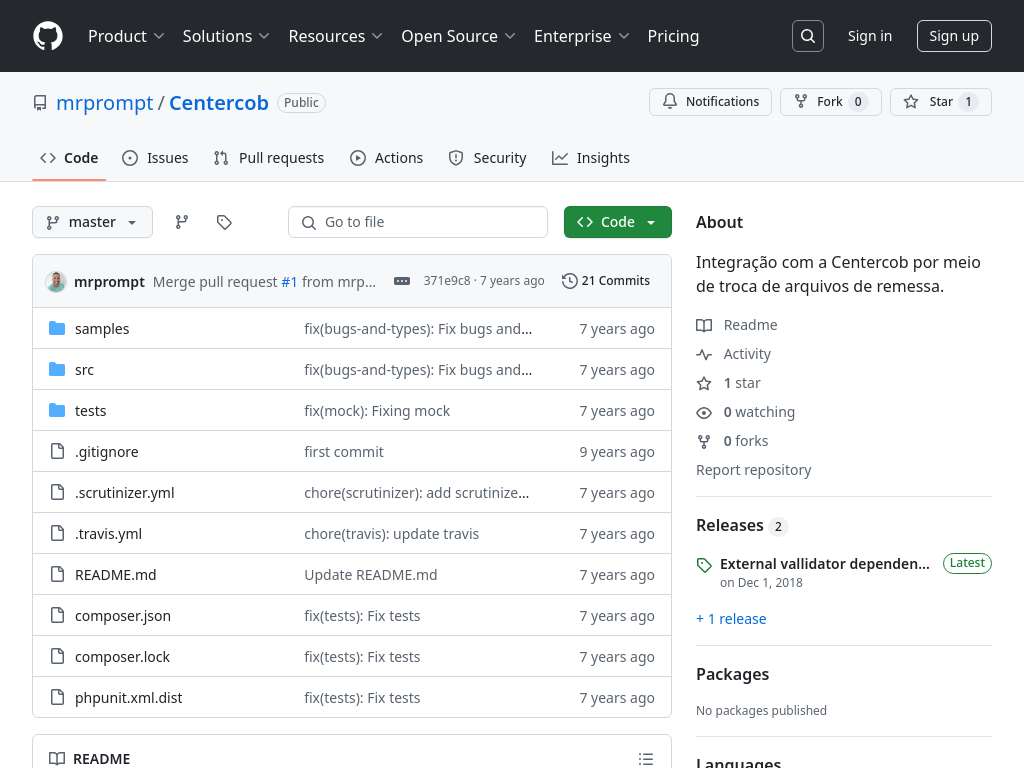 Product Solutions Resources Open Source Enterprise Pricing Sign in Sign up
mrprompt / Centercob Public Notifications Fork 0 Star 1
Code Issues Pull requests Actions Security Insights
master Go to file Code
mrprompt Merge pull request #1 from mrp... 371e9c8 · 7 years ago 21 Commits
samples fix(bugs-and-types): Fix bugs and... 7 years ago
src fix(bugs-and-types): Fix bugs and... 7 years ago
tests fix(mock): Fixing mock 7 years ago
.gitignore first commit 9 years ago
.scrutinizer.yml chore(scrutinizer): add scrutinize... 7 years ago
.travis.yml chore(travis): update travis 7 years ago
README.md Update README.md 7 years ago
composer.json fix(tests): Fix tests 7 years ago
composer.lock fix(tests): Fix tests 7 years ago
phpunit.xml.dist fix(tests): Fix tests 7 years ago
README
About
Integração com a Centercob por meio
de troca de arquivos de remessa.
Readme
Activity
1 star
0 watching
0 forks
Report repository
Releases 2
External vallidator dependen... Latest
on Dec 1, 2018
+ 1 release
Packages
No packages published
Languages